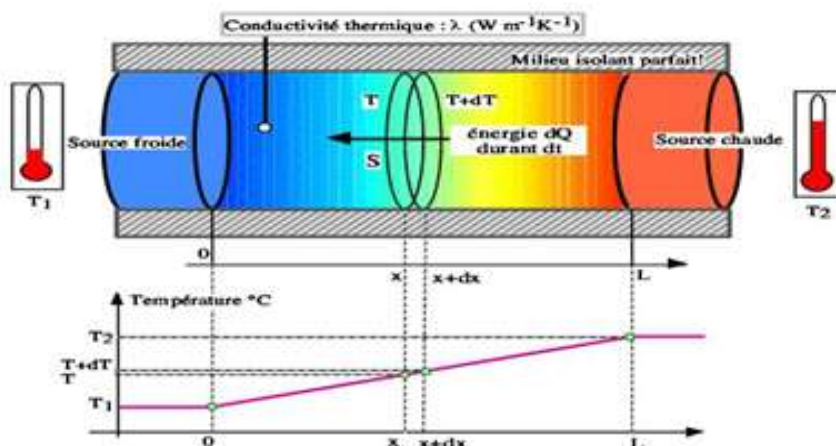 Conductivité thermique : λ (W m⁻¹K⁻¹)
Milieu isolant parfait!
T
T+dT
Source froide
énergie dQ
durant dt
Source chaude
S
T₁
T₂
0
x
x+dx
L
Température °C
T₂
T+dT
T
T₁
0
x
x+dx
L